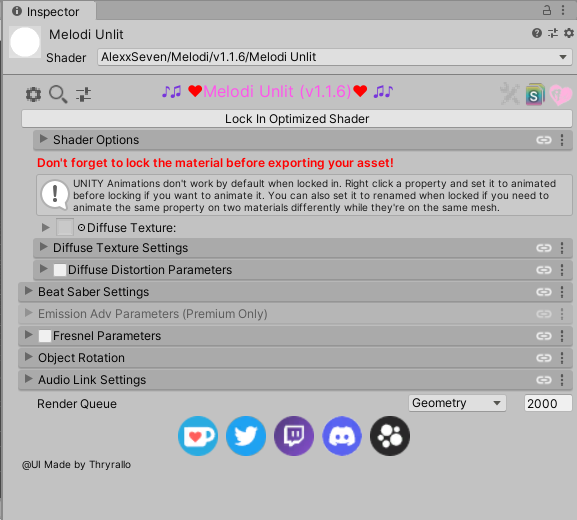 Inspector
Melodi Unlit
Shader
AlexxSeven/Melodi/v1.1.6/Melodi Unlit
♪♫ ♥Melodi Unlit (v1.1.6)♥ ♫♪
S
Lock In Optimized Shader
Shader Options
Don't forget to lock the material before exporting your asset!
UNITY Animations don't work by default when locked in. Right click a property and set it to animated
before locking if you want to animate it. You can also set it to renamed when locked if you need to
animate the same property on two materials differently while they're on the same mesh.
Diffuse Texture:
Diffuse Texture Settings
Diffuse Distortion Parameters
Beat Saber Settings
Emission Adv Parameters (Premium Only)
Fresnel Parameters
Object Rotation
Audio Link Settings
Render Queue
Geometry
2000
@UI Made by Thryrallo